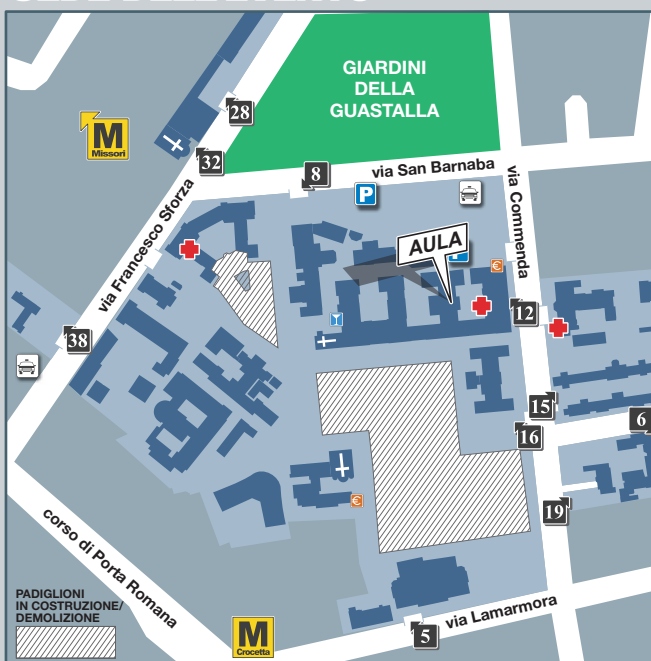 GIARDINI
DELLA
GUASTALLA
28
M
Missori
32
8
via San Barnaba
P
via Francesco Sforza
via Commenda
AULA
€
12
38
15
6
16
€
19
corso di Porta Romana
PADIGLIONI
IN COSTRUZIONE/
DEMOLIZIONE
M
Crocetta
5
via Lamarmora